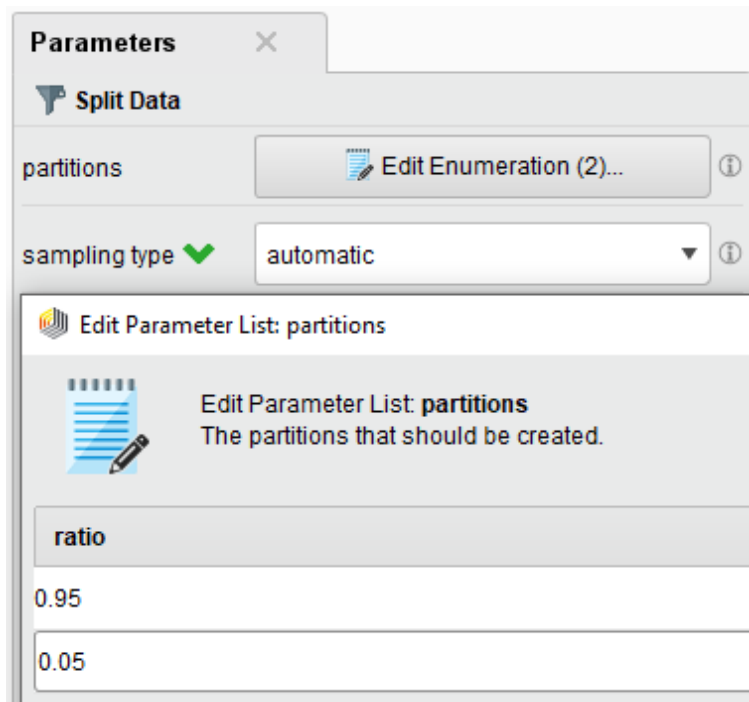 Parameters
Split Data
partitions
Edit Enumeration (2)...
sampling type
automatic
Edit Parameter List: partitions
Edit Parameter List: partitions
The partitions that should be created.
ratio
0.95
0.05